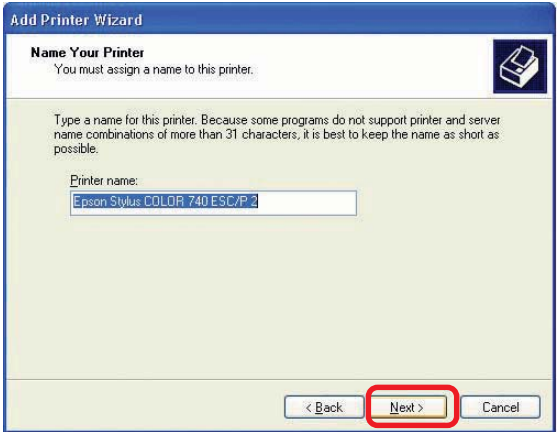 Add Printer Wizard
Name Your Printer
You must assign a name to this printer.
Type a name for this printer. Because some programs do not support printer and server
name combinations of more than 31 characters, it is best to keep the name as short as
possible.
Printer name:
Epson Stylus COLOR 740 ESC/P 2
< Back
Next >
Cancel